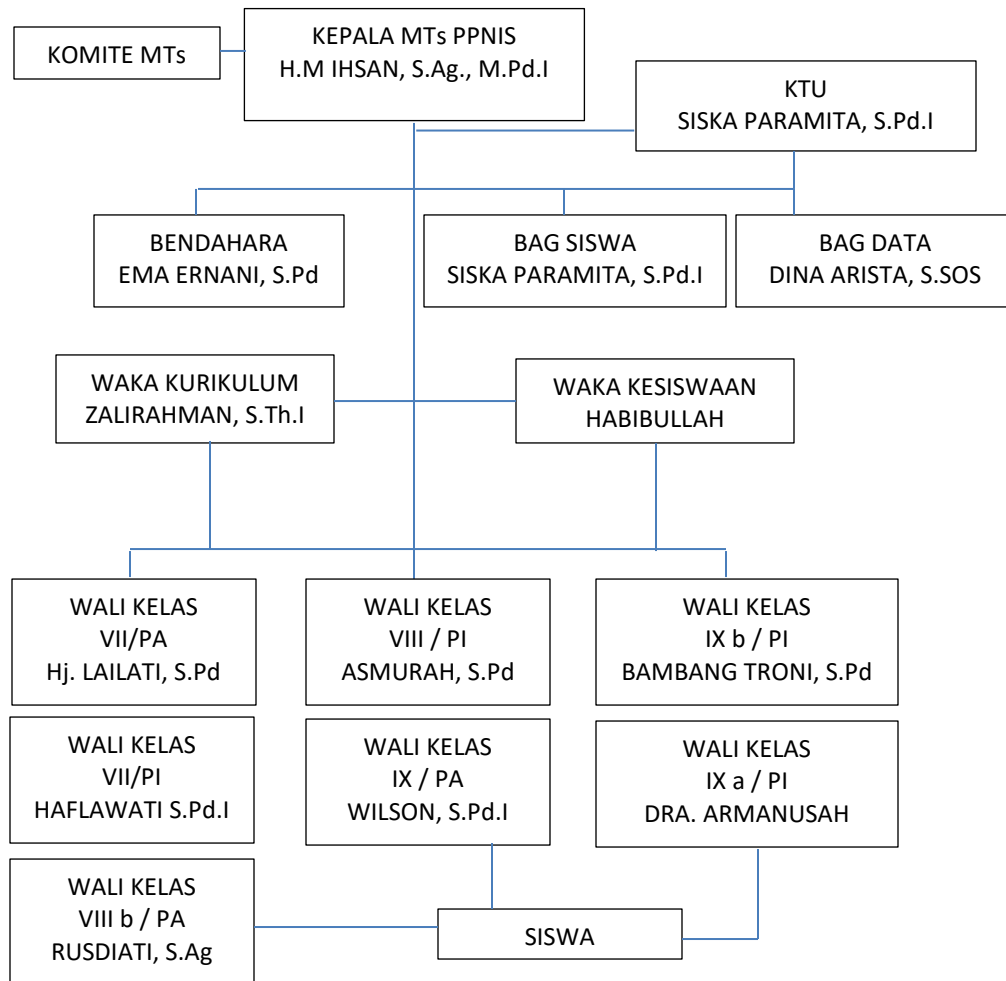 KOMITE MTs
KEPALA MTs PPNIS
H.M IHSAN, S.Ag., M.Pd.I
KTU
SISKA PARAMITA, S.Pd.I
BENDAHARA
EMA ERNANI, S.Pd
BAG SISWA
SISKA PARAMITA, S.Pd.I
BAG DATA
DINA ARISTA, S.SOS
WAKA KURIKULUM
ZALIRAHMAN, S.Th.I
WAKA KESISWAAN
HABIBULLAH
WALI KELAS
VII/PA
Hj. LAILATI, S.Pd
WALI KELAS
VIII / PI
ASMURAH, S.Pd
WALI KELAS
IX b / PI
BAMBANG TRONI, S.Pd
WALI KELAS
VII/PI
HAFLAWATI S.Pd.I
WALI KELAS
IX / PA
WILSON, S.Pd.I
WALI KELAS
IX a / PI
DRA. ARMANUSAH
WALI KELAS
VIII b / PA
RUSDIATI, S.Ag
SISWA